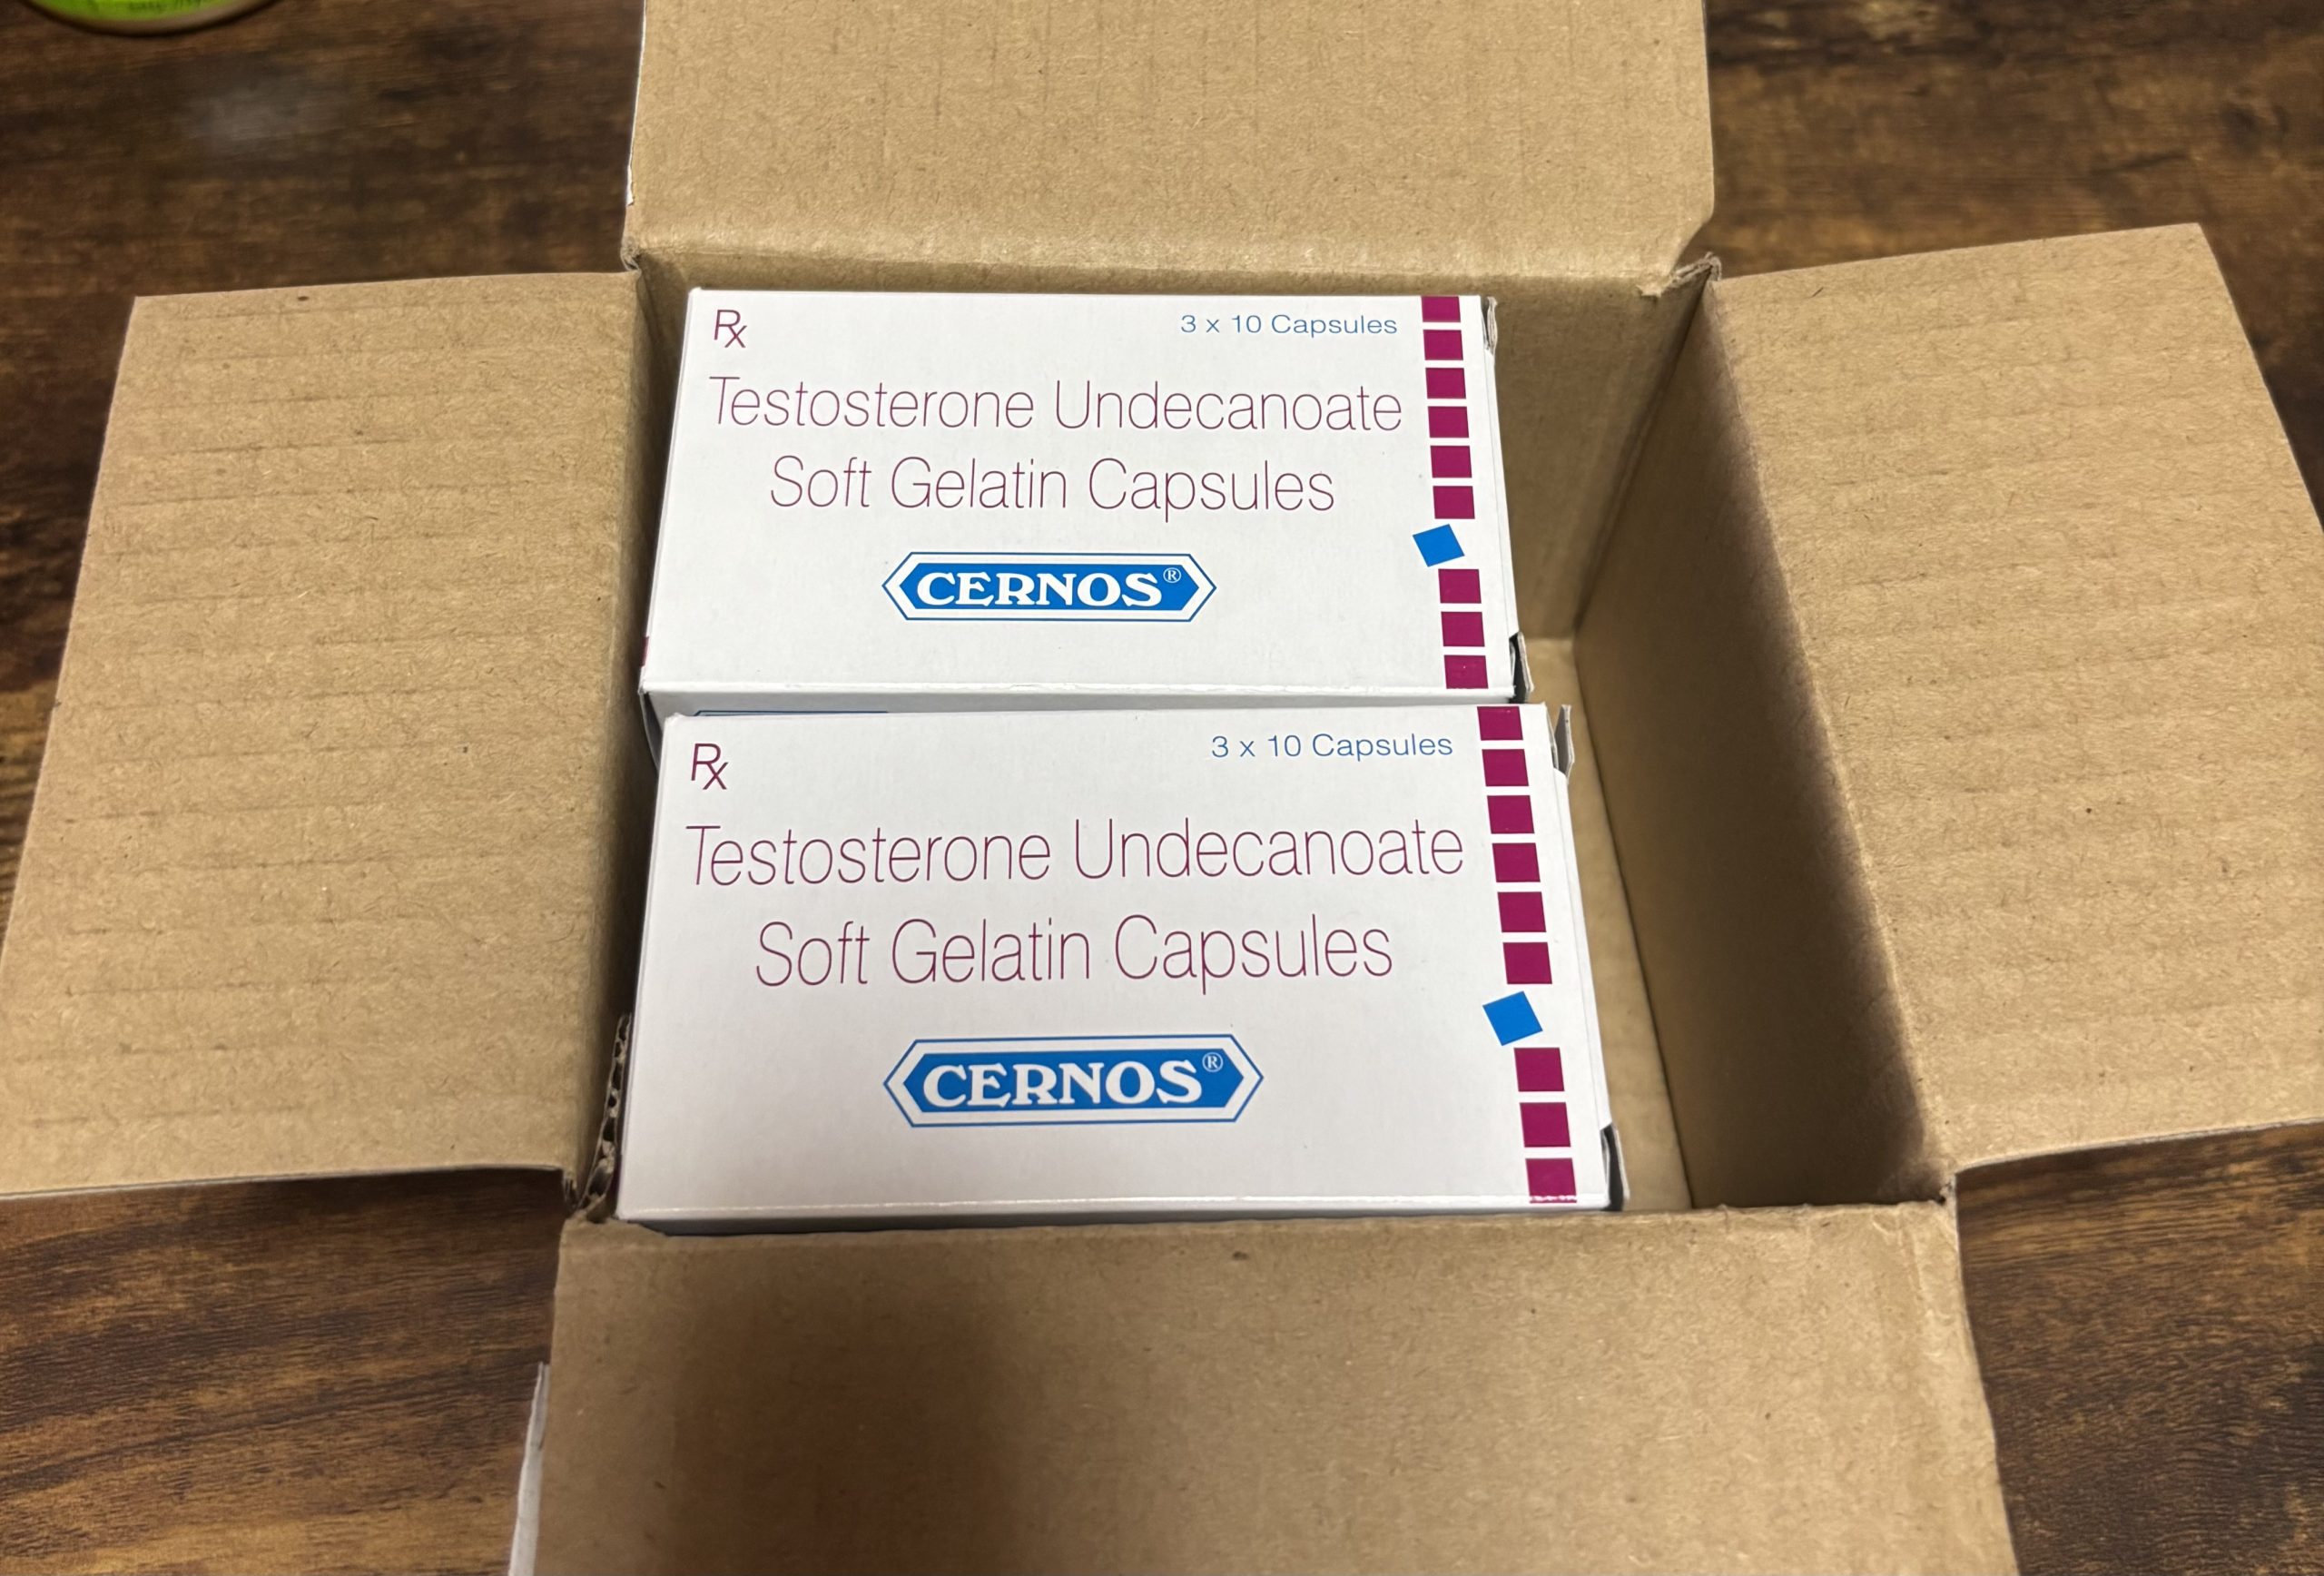 Rx
3 x 10 Capsules
Testosterone Undecanoate
Soft Gelatin Capsules
CERNOS®
Rx
3 x 10 Capsules
Testosterone Undecanoate
Soft Gelatin Capsules
CERNOS®